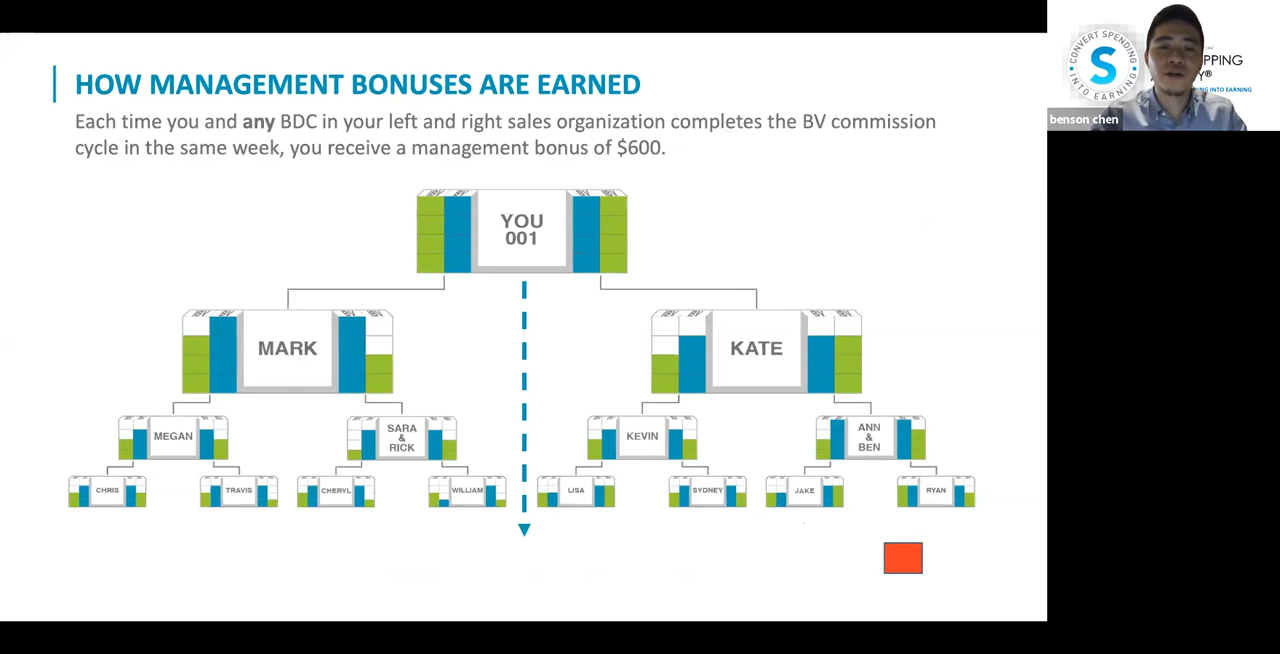 HOW MANAGEMENT BONUSES ARE EARNED
Each time you and any BDC in your left and right sales organization completes the BV commission
cycle in the same week, you receive a management bonus of $600.
YOU
001
MARK
KATE
MEGAN
SARA
&
RICK
KEVIN
ANN
&
BEN
CHRIS
TRAVIS
CHERYL
WILLIAM
LISA
SYDNEY
JAKE
RYAN
CONVERT SPENDING
INTO EARNING
S
PPING
®
ING INTO EARNING
benson chen